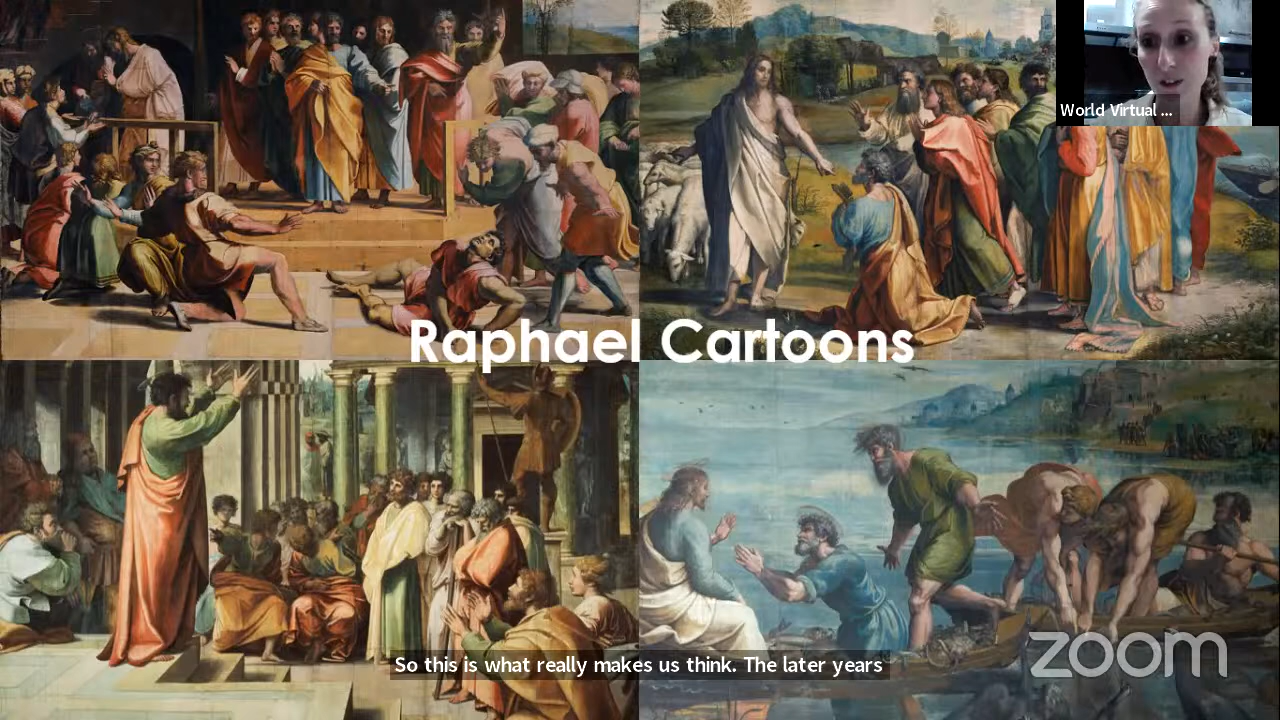 World Virtual ...
Raphael Cartoons
So this is what really makes us think. The later years
zoom